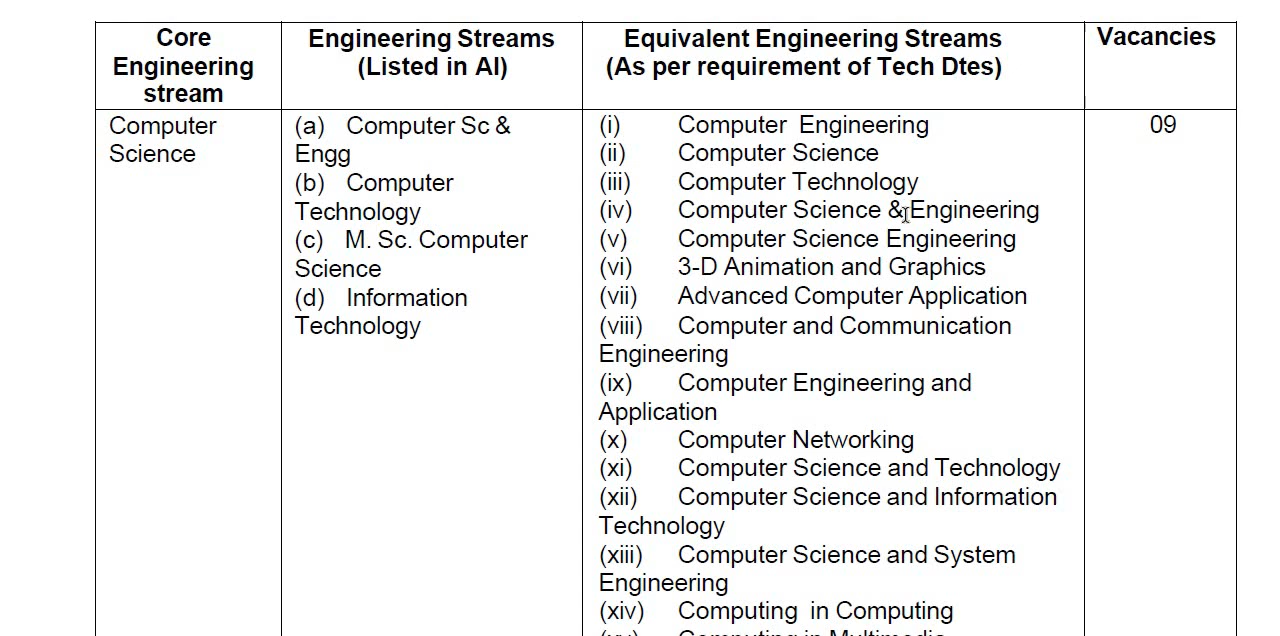 Core
Engineering
stream
Engineering Streams
(Listed in AI)
Equivalent Engineering Streams
(As per requirement of Tech Dtes)
Vacancies
Computer
Science
(a) Computer Sc &
Engg
(b) Computer
Technology
(c) M. Sc. Computer
Science
(d) Information
Technology
(i) Computer Engineering
(ii) Computer Science
(iii) Computer Technology
(iv) Computer Science & Engineering
(v) Computer Science Engineering
(vi) 3-D Animation and Graphics
(vii) Advanced Computer Application
(viii) Computer and Communication
Engineering
(ix) Computer Engineering and
Application
(x) Computer Networking
(xi) Computer Science and Technology
(xii) Computer Science and Information
Technology
(xiii) Computer Science and System
Engineering
(xiv) Computing in Computing
(xv) Computing in Multimedia
09